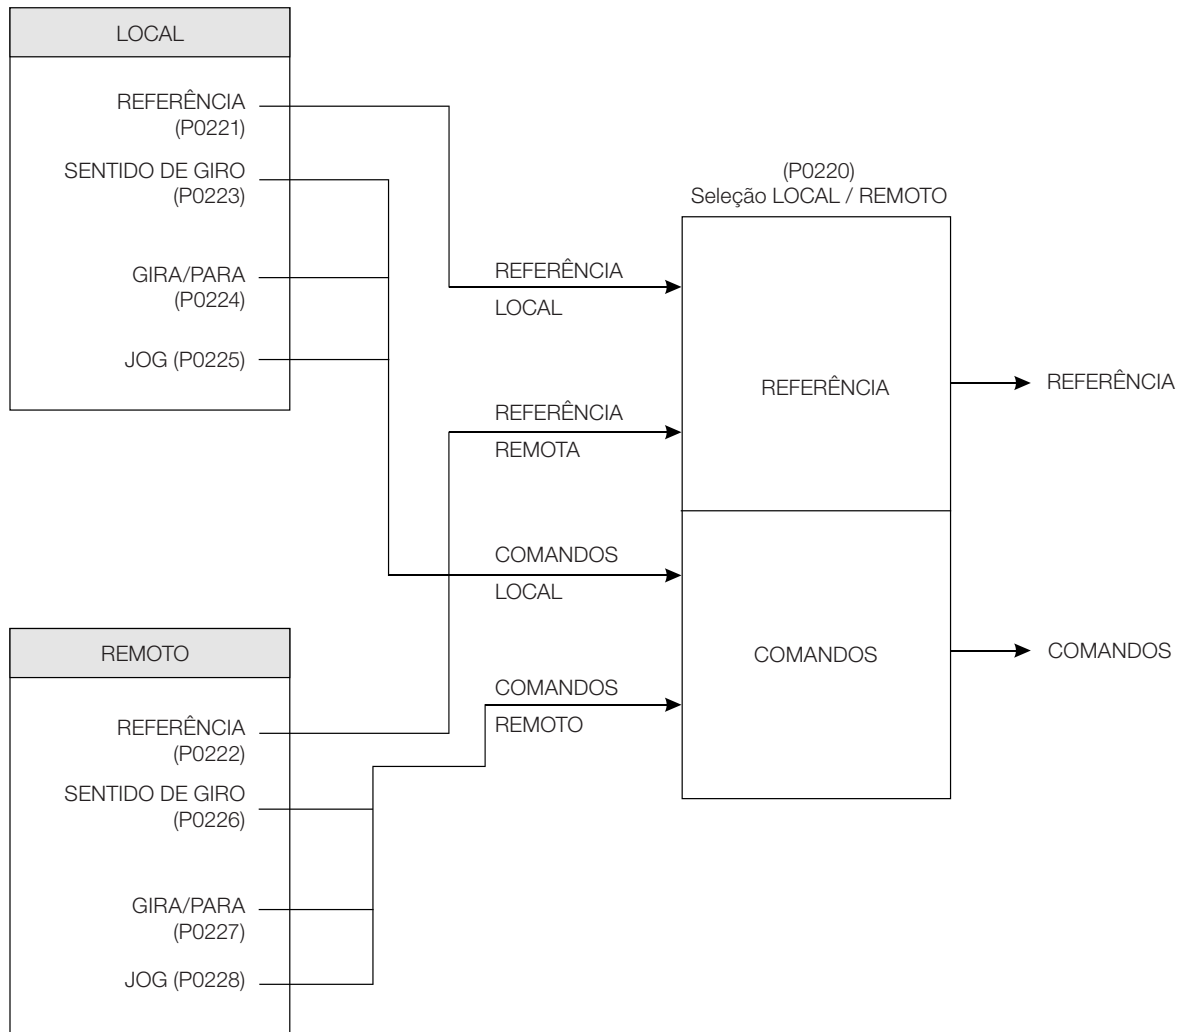 LOCAL
REFERÊNCIA
(P0221)
SENTIDO DE GIRO
(P0223)
GIRA/PARA
(P0224)
JOG (P0225)
(P0220)
Seleção LOCAL / REMOTO
REFERÊNCIA
LOCAL
REFERÊNCIA
REMOTA
COMANDOS
LOCAL
COMANDOS
REMOTO
REFERÊNCIA
COMANDOS
REFERÊNCIA
COMANDOS
REMOTO
REFERÊNCIA
(P0222)
SENTIDO DE GIRO
(P0226)
GIRA/PARA
(P0227)
JOG (P0228)